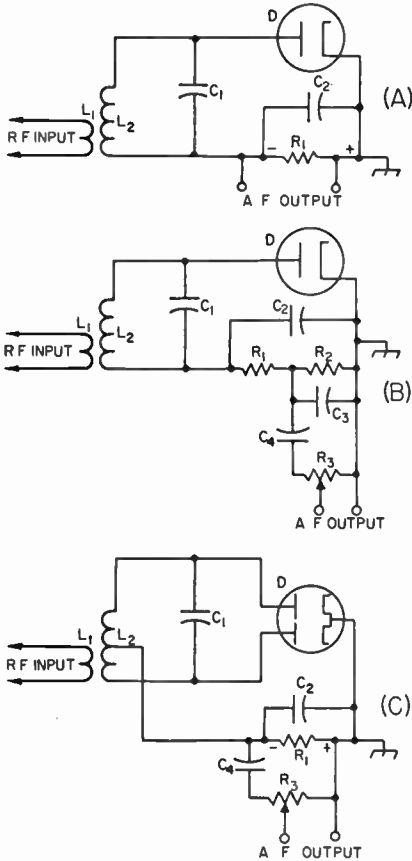 D
C₁
C₂
(A)
L₁
L₂
RF INPUT
- R₁ +
A F OUTPUT
D
C₁
C₂
(B)
L₁
L₂
RF INPUT
R₁
R₂
C₃
C₄
R₃
A F OUTPUT
D
C₁
L₁
L₂
RF INPUT
C₂
(C)
- R₁ +
C₄
R₃
A F OUTPUT